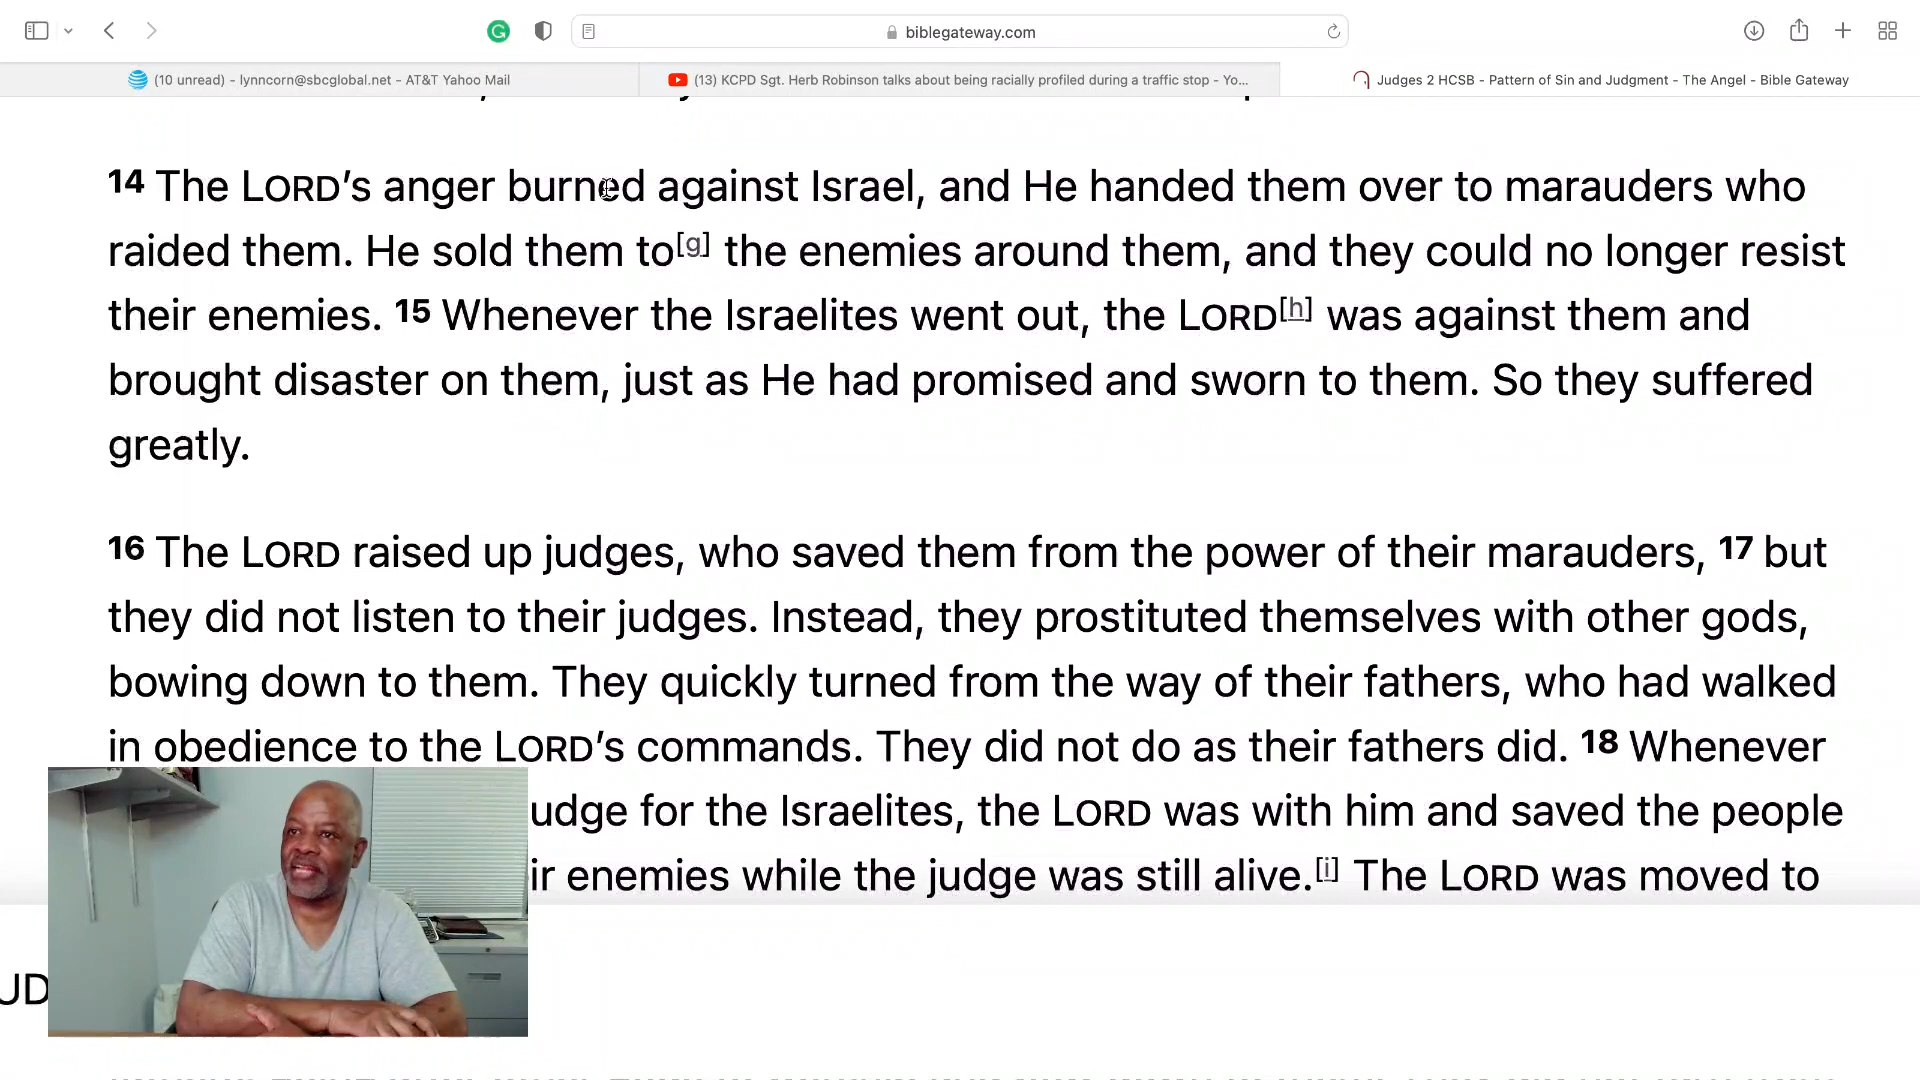 biblegateway.com
(10 unread) - lynncorn@sbcglobal.net - AT&T Yahoo Mail
(13) KCPD Sgt. Herb Robinson talks about being racially profiled during a traffic stop - Yo...
Judges 2 HCSB - Pattern of Sin and Judgment - The Angel - Bible Gateway
14 The LORD's anger burned against Israel, and He handed them over to marauders who
raided them. He sold them to[g] the enemies around them, and they could no longer resist
their enemies. 15 Whenever the Israelites went out, the LORD[h] was against them and
brought disaster on them, just as He had promised and sworn to them. So they suffered
greatly.
16 The LORD raised up judges, who saved them from the power of their marauders, 17 but
they did not listen to their judges. Instead, they prostituted themselves with other gods,
bowing down to them. They quickly turned from the way of their fathers, who had walked
in obedience to the LORD's commands. They did not do as their fathers did. 18 Whenever
udge for the Israelites, the LORD was with him and saved the people
ir enemies while the judge was still alive.[i] The LORD was moved to
UD